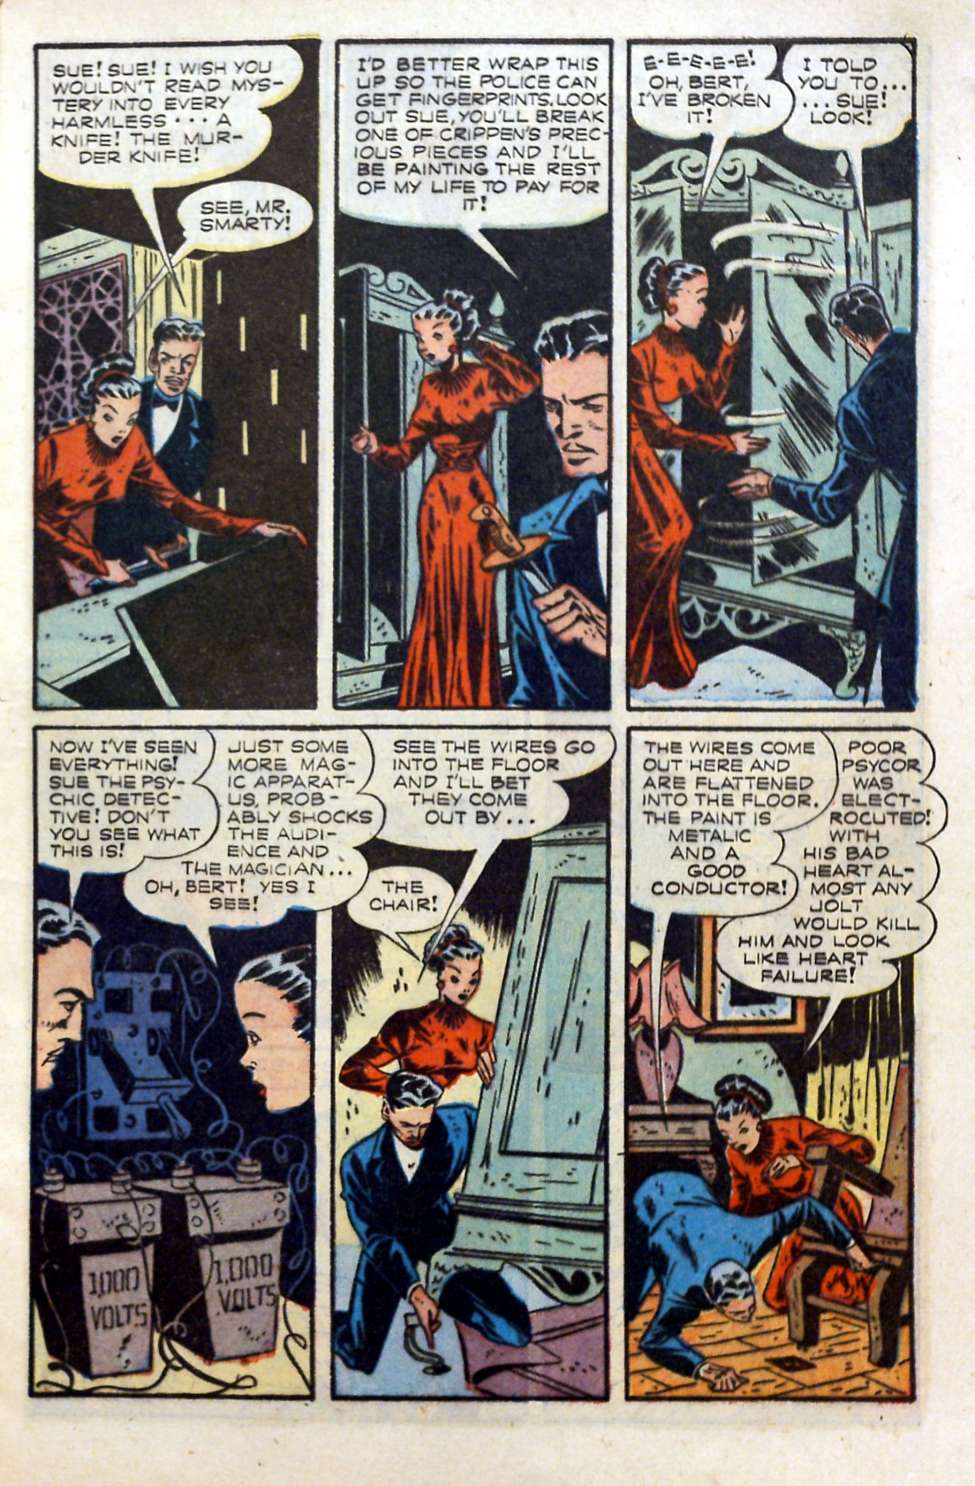 SUE! SUE! I WISH YOU
WOULDN'T READ MYS-
TERY INTO EVERY
HARMLESS ··· A
KNIFE! THE MUR-
DER KNIFE!
SEE, MR.
SMARTY!
I'D BETTER WRAP THIS
UP SO THE POLICE CAN
GET FINGERPRINTS. LOOK
OUT SUE, YOU'LL BREAK
ONE OF CRIPPEN'S PREC-
IOUS PIECES AND I'LL
BE PAINTING THE REST
OF MY LIFE TO PAY FOR
IT!
E-E-E-E-E!
OH, BERT,
I'VE BROKEN
IT!
I TOLD
YOU TO...
...SUE!
LOOK!
NOW I'VE SEEN
EVERYTHING!
SUE THE PSY-
CHIC DETEC-
TIVE! DON'T
YOU SEE WHAT
THIS IS!
JUST SOME
MORE MAG-
IC APPARAT-
US, PROB-
ABLY SHOCKS
THE AUDI-
ENCE AND
THE MAGICIAN...
OH, BERT! YES I
SEE!
1,000
VOLTS
1,000
VOLTS
SEE THE WIRES GO
INTO THE FLOOR
AND I'LL BET
THEY COME
OUT BY...
THE
CHAIR!
THE WIRES COME
OUT HERE AND
ARE FLATTENED
INTO THE FLOOR.
THE PAINT IS
METALIC
AND A
GOOD
CONDUCTOR!
POOR
PSYCOR
WAS
ELECT-
ROCUTED!
WITH
HIS BAD
HEART AL-
MOST ANY
JOLT
WOULD KILL
HIM AND LOOK
LIKE HEART
FAILURE!